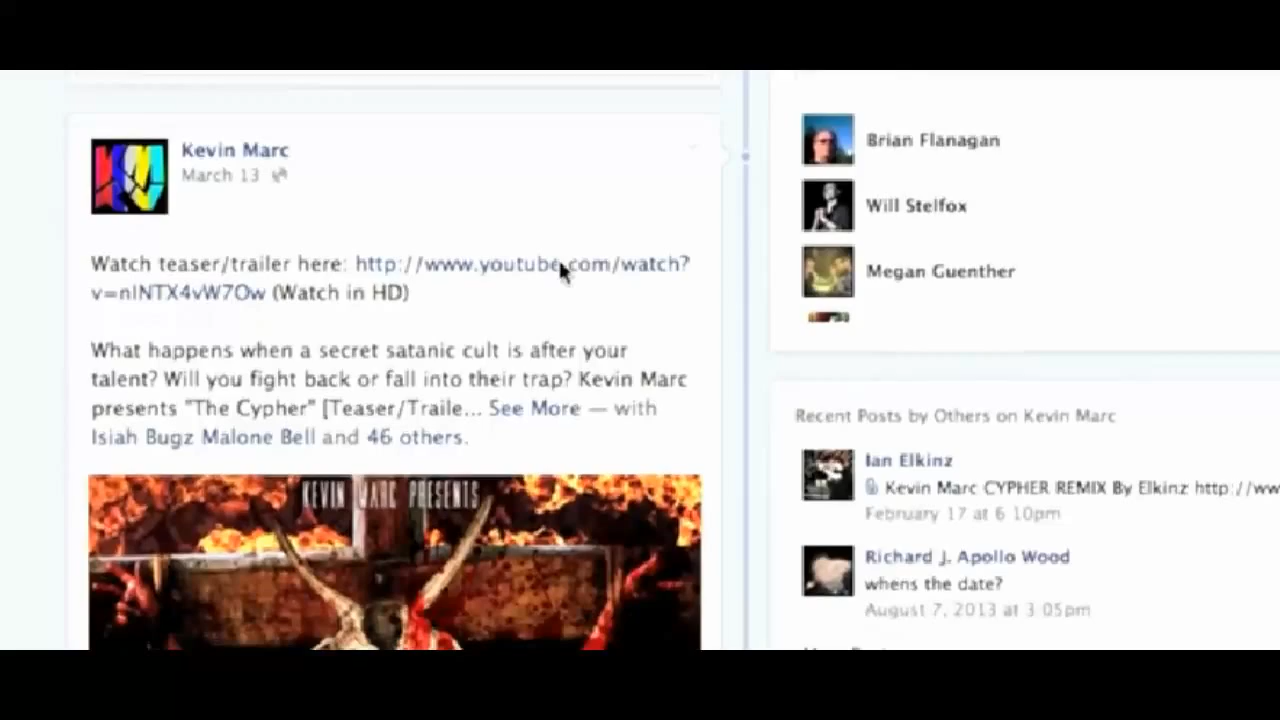 Kevin Marc
March 13
Watch teaser/trailer here: http://www.youtube.com/watch?
v=nINTX4vW7Ow (Watch in HD)
What happens when a secret satanic cult is after your
talent? Will you fight back or fall into their trap? Kevin Marc
presents "The Cypher" [Teaser/Traile... See More — with
Isiah Bugz Malone Bell and 46 others.
KEVIN MARC PRESENTS
Brian Flanagan
Will Stelfox
Megan Guenther
Recent Posts by Others on Kevin Marc
Ian Elkinz
Kevin Marc CYPHER REMIX By Elkinz http://ww
February 17 at 6 10pm
Richard J. Apollo Wood
whens the date?
August 7, 2013 at 3 05pm